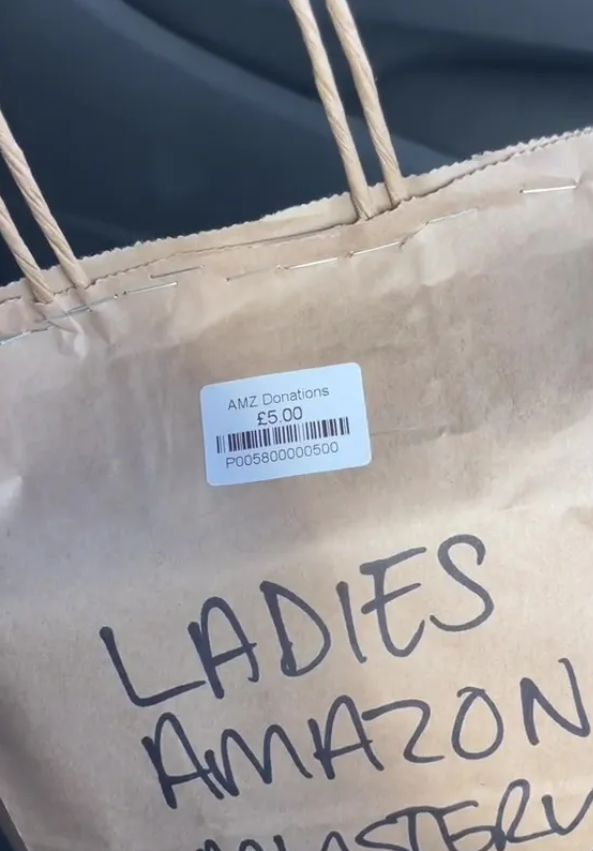 AMZ Donations
£5.00
P005800000500
LADIES
AMAZON